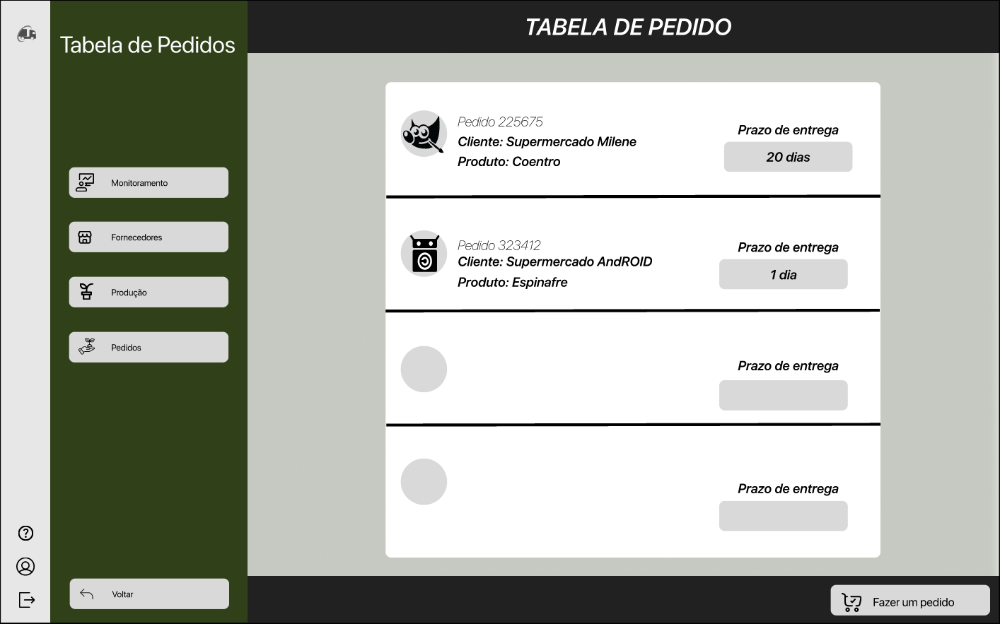 Tabela de Pedidos
Monitoramento
Fornecedores
Produção
Pedidos
Voltar
TABELA DE PEDIDO
Pedido 225675
Cliente: Supermercado Milene
Produto: Coentro
Prazo de entrega
20 dias
Pedido 323412
Cliente: Supermercado AndROID
Produto: Espinafre
Prazo de entrega
1 dia
Prazo de entrega
Prazo de entrega
Fazer um pedido